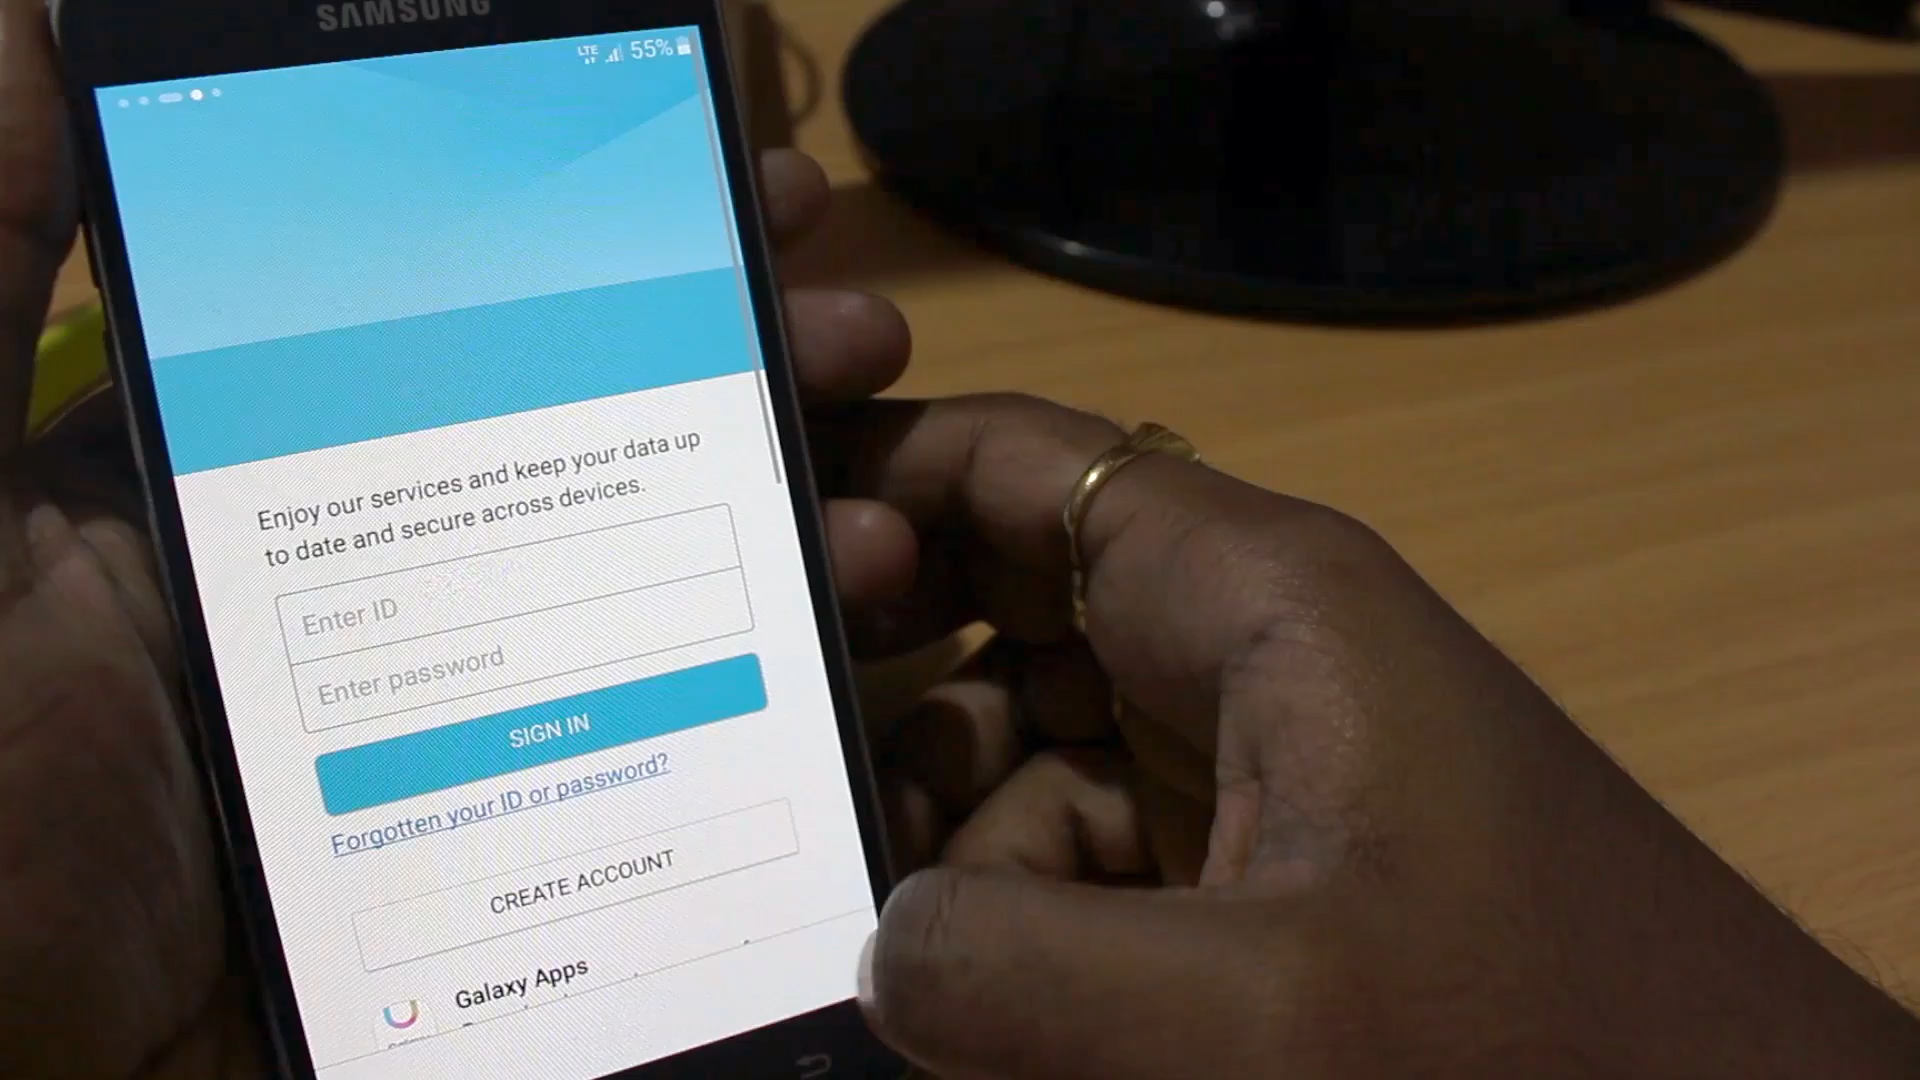 SAMSUNG
LTE 55%
Enjoy our services and keep your data up
to date and secure across devices.
Enter ID
Enter password
SIGN IN
Forgotten your ID or password?
CREATE ACCOUNT
Galaxy Apps